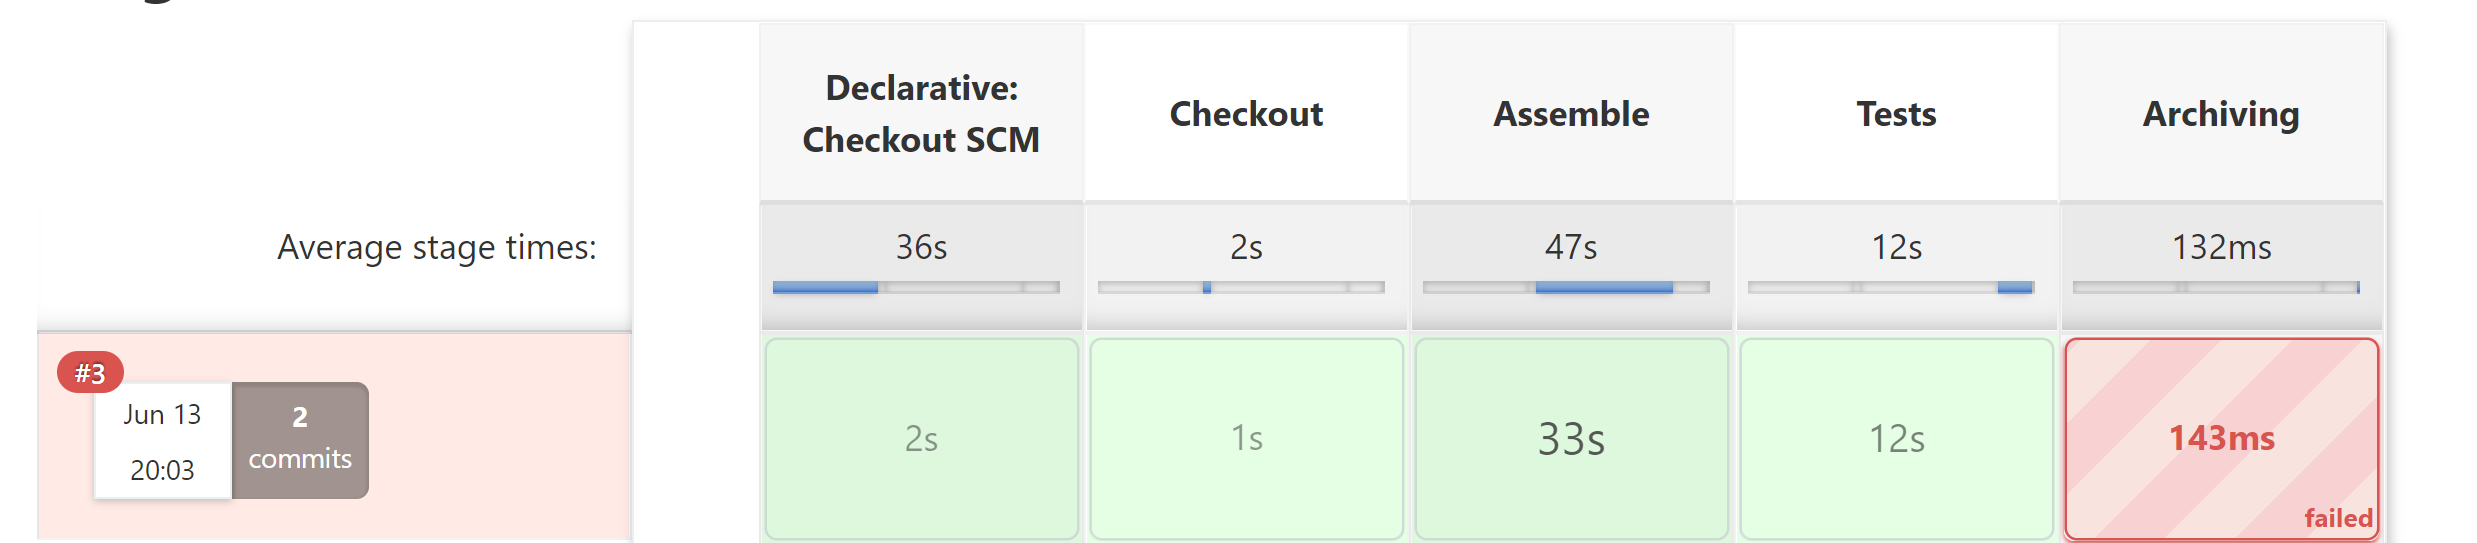 Declarative:
Checkout SCM
Checkout
Assemble
Tests
Archiving
Average stage times:
36s
2s
47s
12s
132ms
#3
Jun 13
20:03
2
commits
2s
1s
33s
12s
143ms
failed